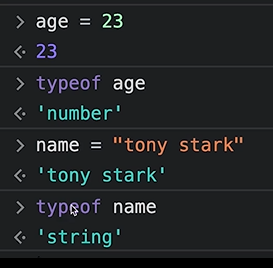 > age = 23
<· 23
> typeof age
<· 'number'
> name = "tony stark"
<· 'tony stark'
> typeof name
<· 'string'